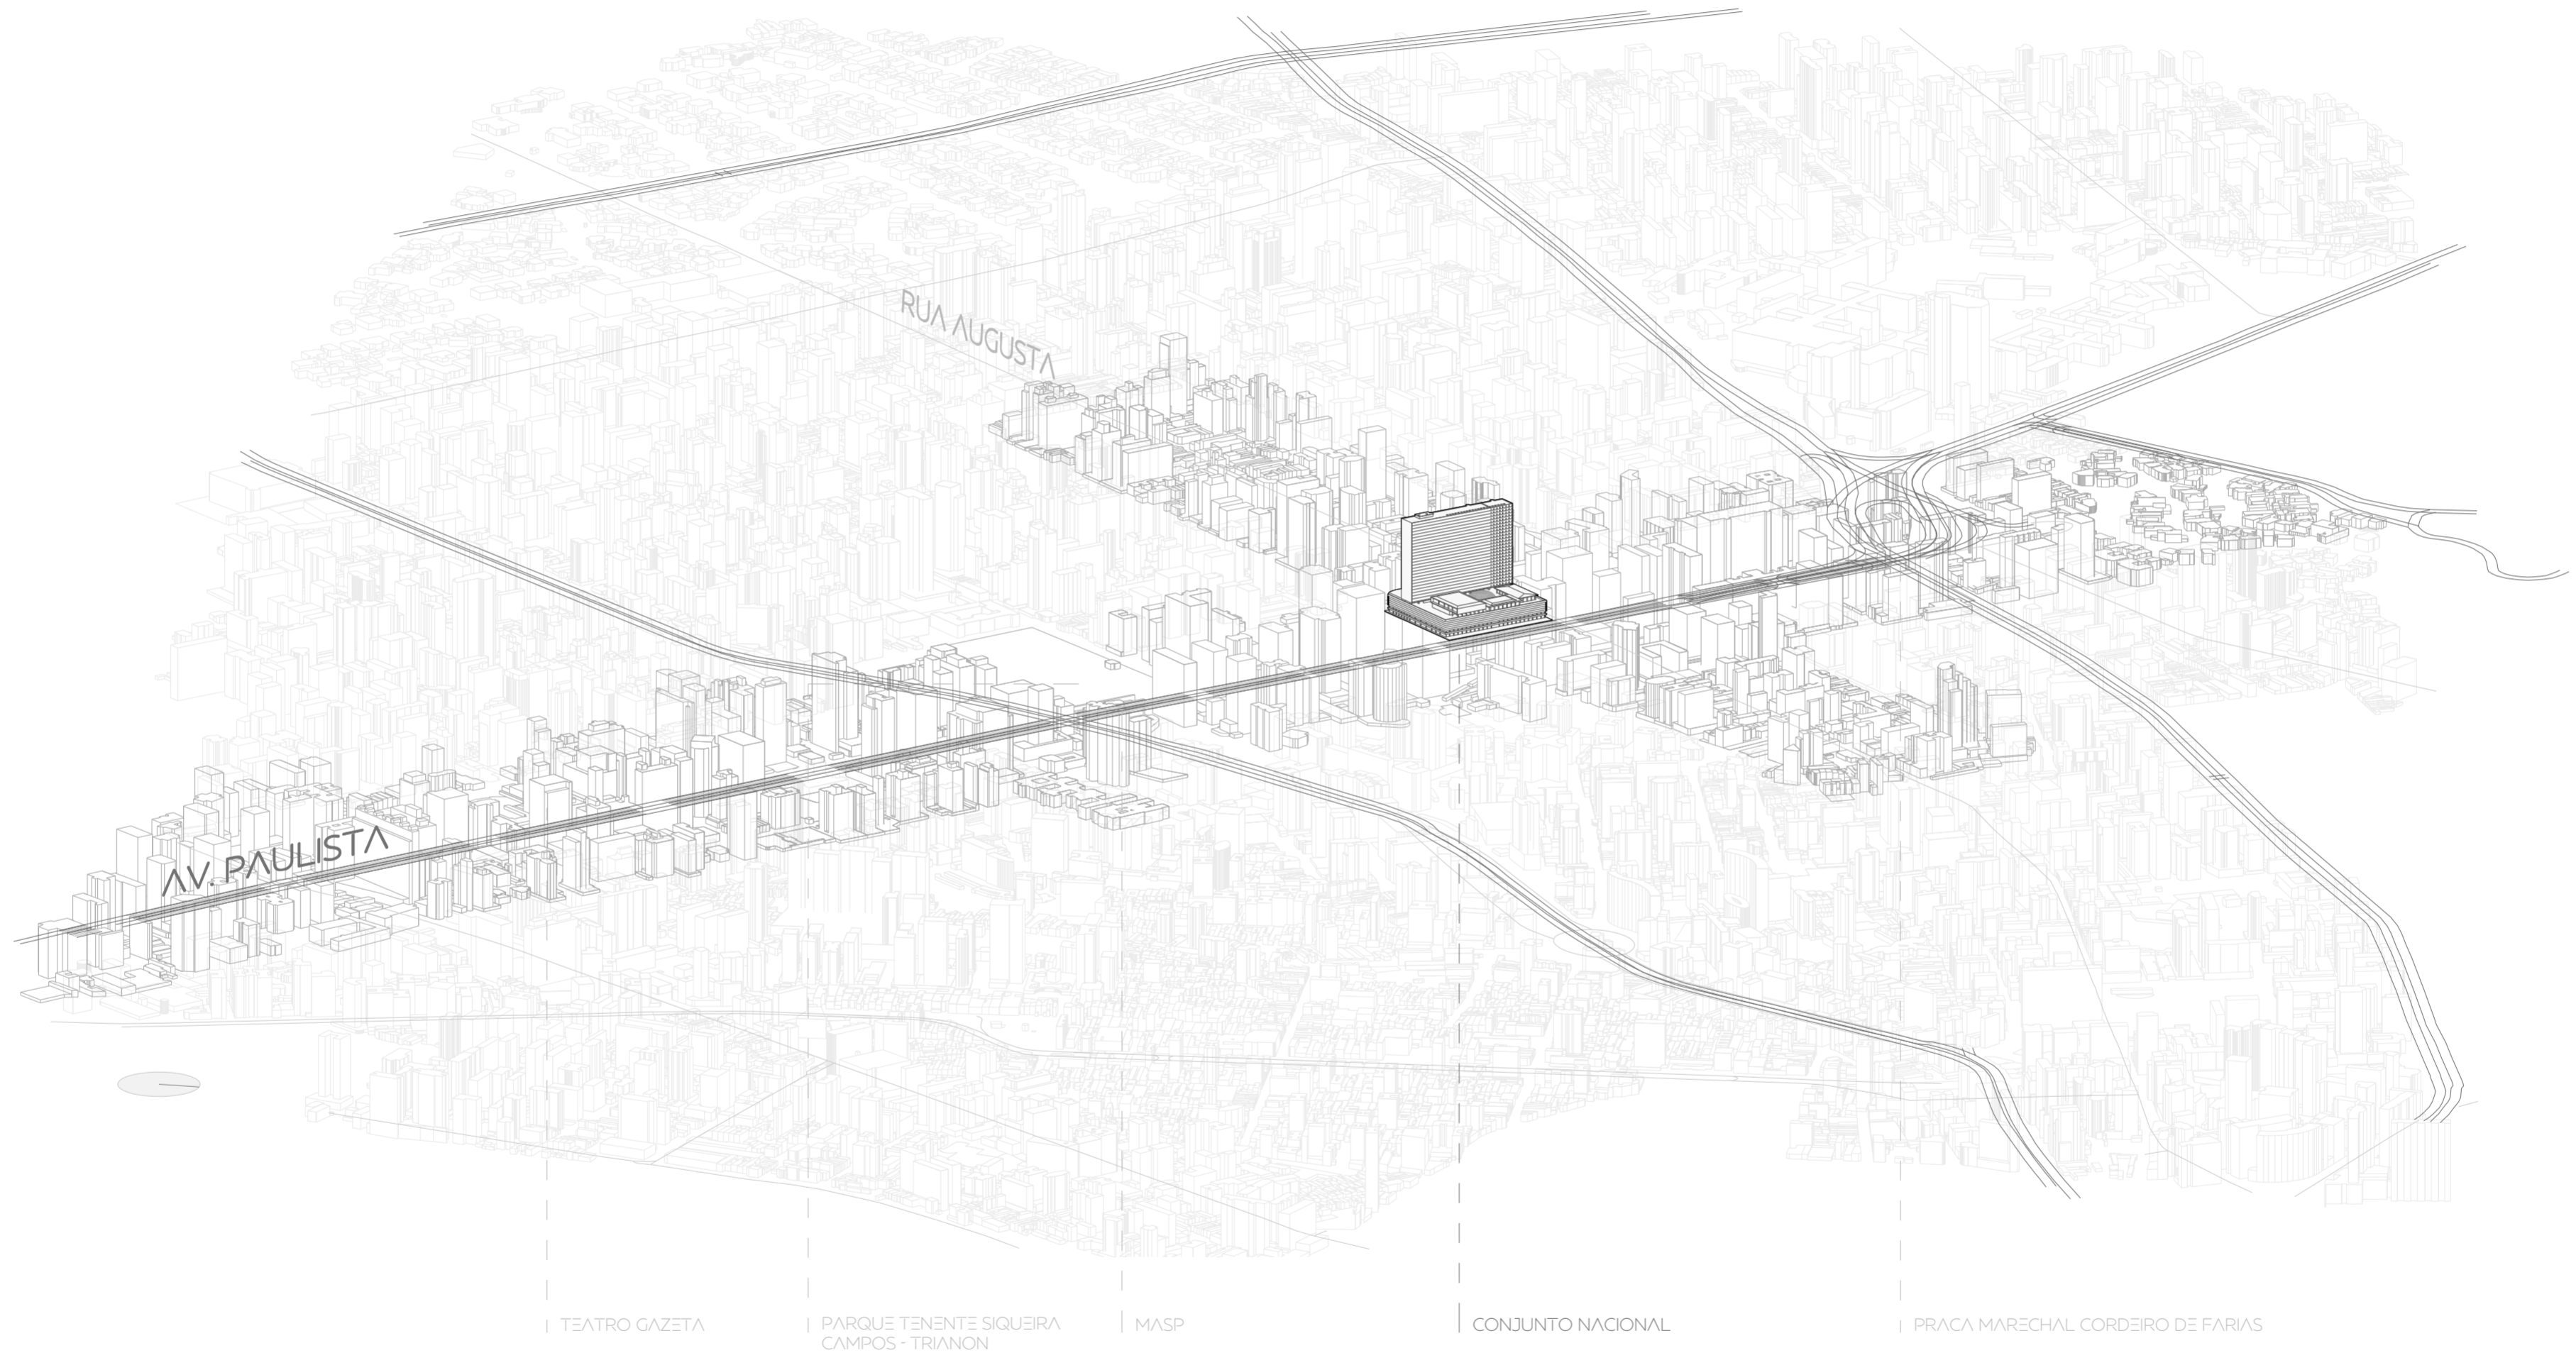 RUA AUGUSTA
AV. PAULISTA
TEATRO GAZETA
PARQUE TENENTE SIQUEIRA
CAMPOS - TRIANON
MASP
CONJUNTO NACIONAL
PRACA MARECHAL CORDEIRO DE FARIAS